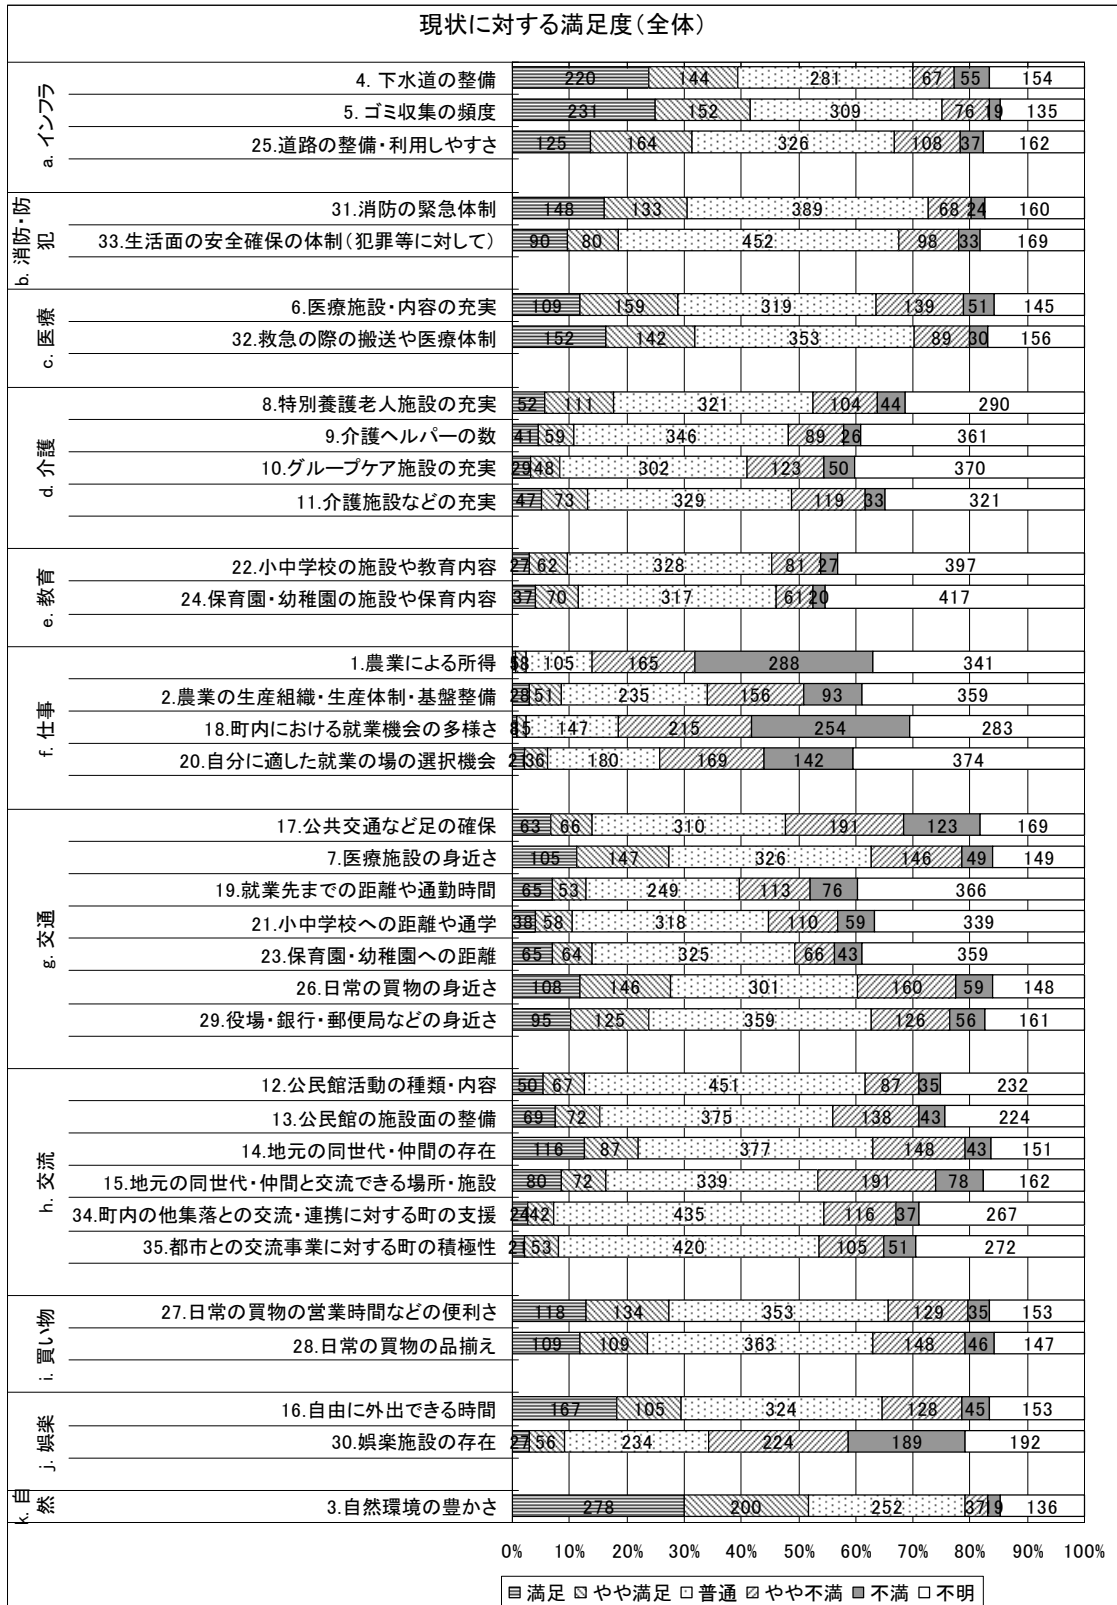 現状に対する満足度(全体)
a. インフラ
4. 下水道の整備 220 144 281 67 55 154
5. ゴミ収集の頻度 231 152 309 76 19 135
25.道路の整備・利用しやすさ 125 164 326 108 37 162
b. 消防・防犯
31.消防の緊急体制 148 133 389 68 24 160
33.生活面の安全確保の体制(犯罪等に対して) 90 80 452 98 33 169
c. 医療
6.医療施設・内容の充実 109 159 319 139 51 145
32.救急の際の搬送や医療体制 152 142 353 89 30 156
d. 介護
8.特別養護老人施設の充実 52 111 321 104 44 290
9.介護ヘルパーの数 41 59 346 89 26 361
10.グループケア施設の充実 29 48 302 123 50 370
11.介護施設などの充実 47 73 329 119 33 321
e. 教育
22.小中学校の施設や教育内容 27 62 328 81 27 397
24.保育園・幼稚園の施設や保育内容 37 70 317 61 20 417
f. 仕事
1.農業による所得 5 18 105 165 288 341
2.農業の生産組織・生産体制・基盤整備 28 51 235 156 93 359
18.町内における就業機会の多様さ 8 15 147 215 254 283
20.自分に適した就業の場の選択機会 21 36 180 169 142 374
g. 交通
17.公共交通など足の確保 63 66 310 191 123 169
7.医療施設の身近さ 105 147 326 146 49 149
19.就業先までの距離や通勤時間 65 53 249 113 76 366
21.小中学校への距離や通学 38 58 318 110 59 339
23.保育園・幼稚園への距離 65 64 325 66 43 359
26.日常の買物の身近さ 108 146 301 160 59 148
29.役場・銀行・郵便局などの身近さ 95 125 359 126 56 161
h. 交流
12.公民館活動の種類・内容 50 67 451 87 35 232
13.公民館の施設面の整備 69 72 375 138 43 224
14.地元の同世代・仲間の存在 116 87 377 148 43 151
15.地元の同世代・仲間と交流できる場所・施設 80 72 339 191 78 162
34.町内の他集落との交流・連携に対する町の支援 24 42 435 116 37 267
35.都市との交流事業に対する町の積極性 21 53 420 105 51 272
i. 買い物
27.日常の買物の営業時間などの便利さ 118 134 353 129 35 153
28.日常の買物の品揃え 109 109 363 148 46 147
j. 娯楽
16.自由に外出できる時間 167 105 324 128 45 153
30.娯楽施設の存在 27 56 234 224 189 192
k. 自然
3.自然環境の豊かさ 278 200 252 37 19 136
0% 10% 20% 30% 40% 50% 60% 70% 80% 90% 100%
満足 やや満足 普通 やや不満 不満 不明